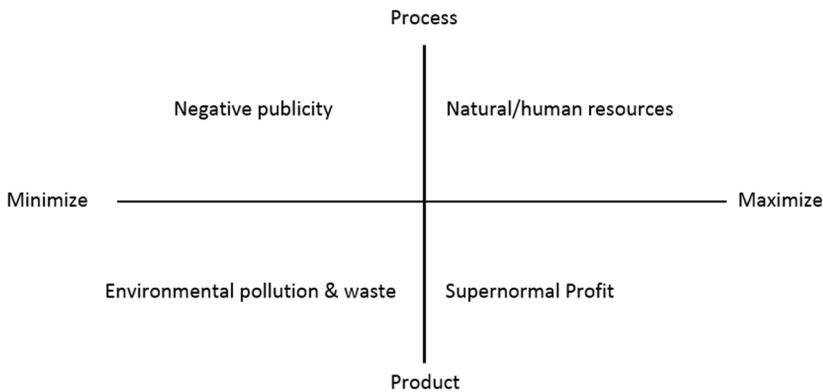 Process
Negative publicity
Natural/human resources
Minimize
Maximize
Environmental pollution & waste
Supernormal Profit
Product